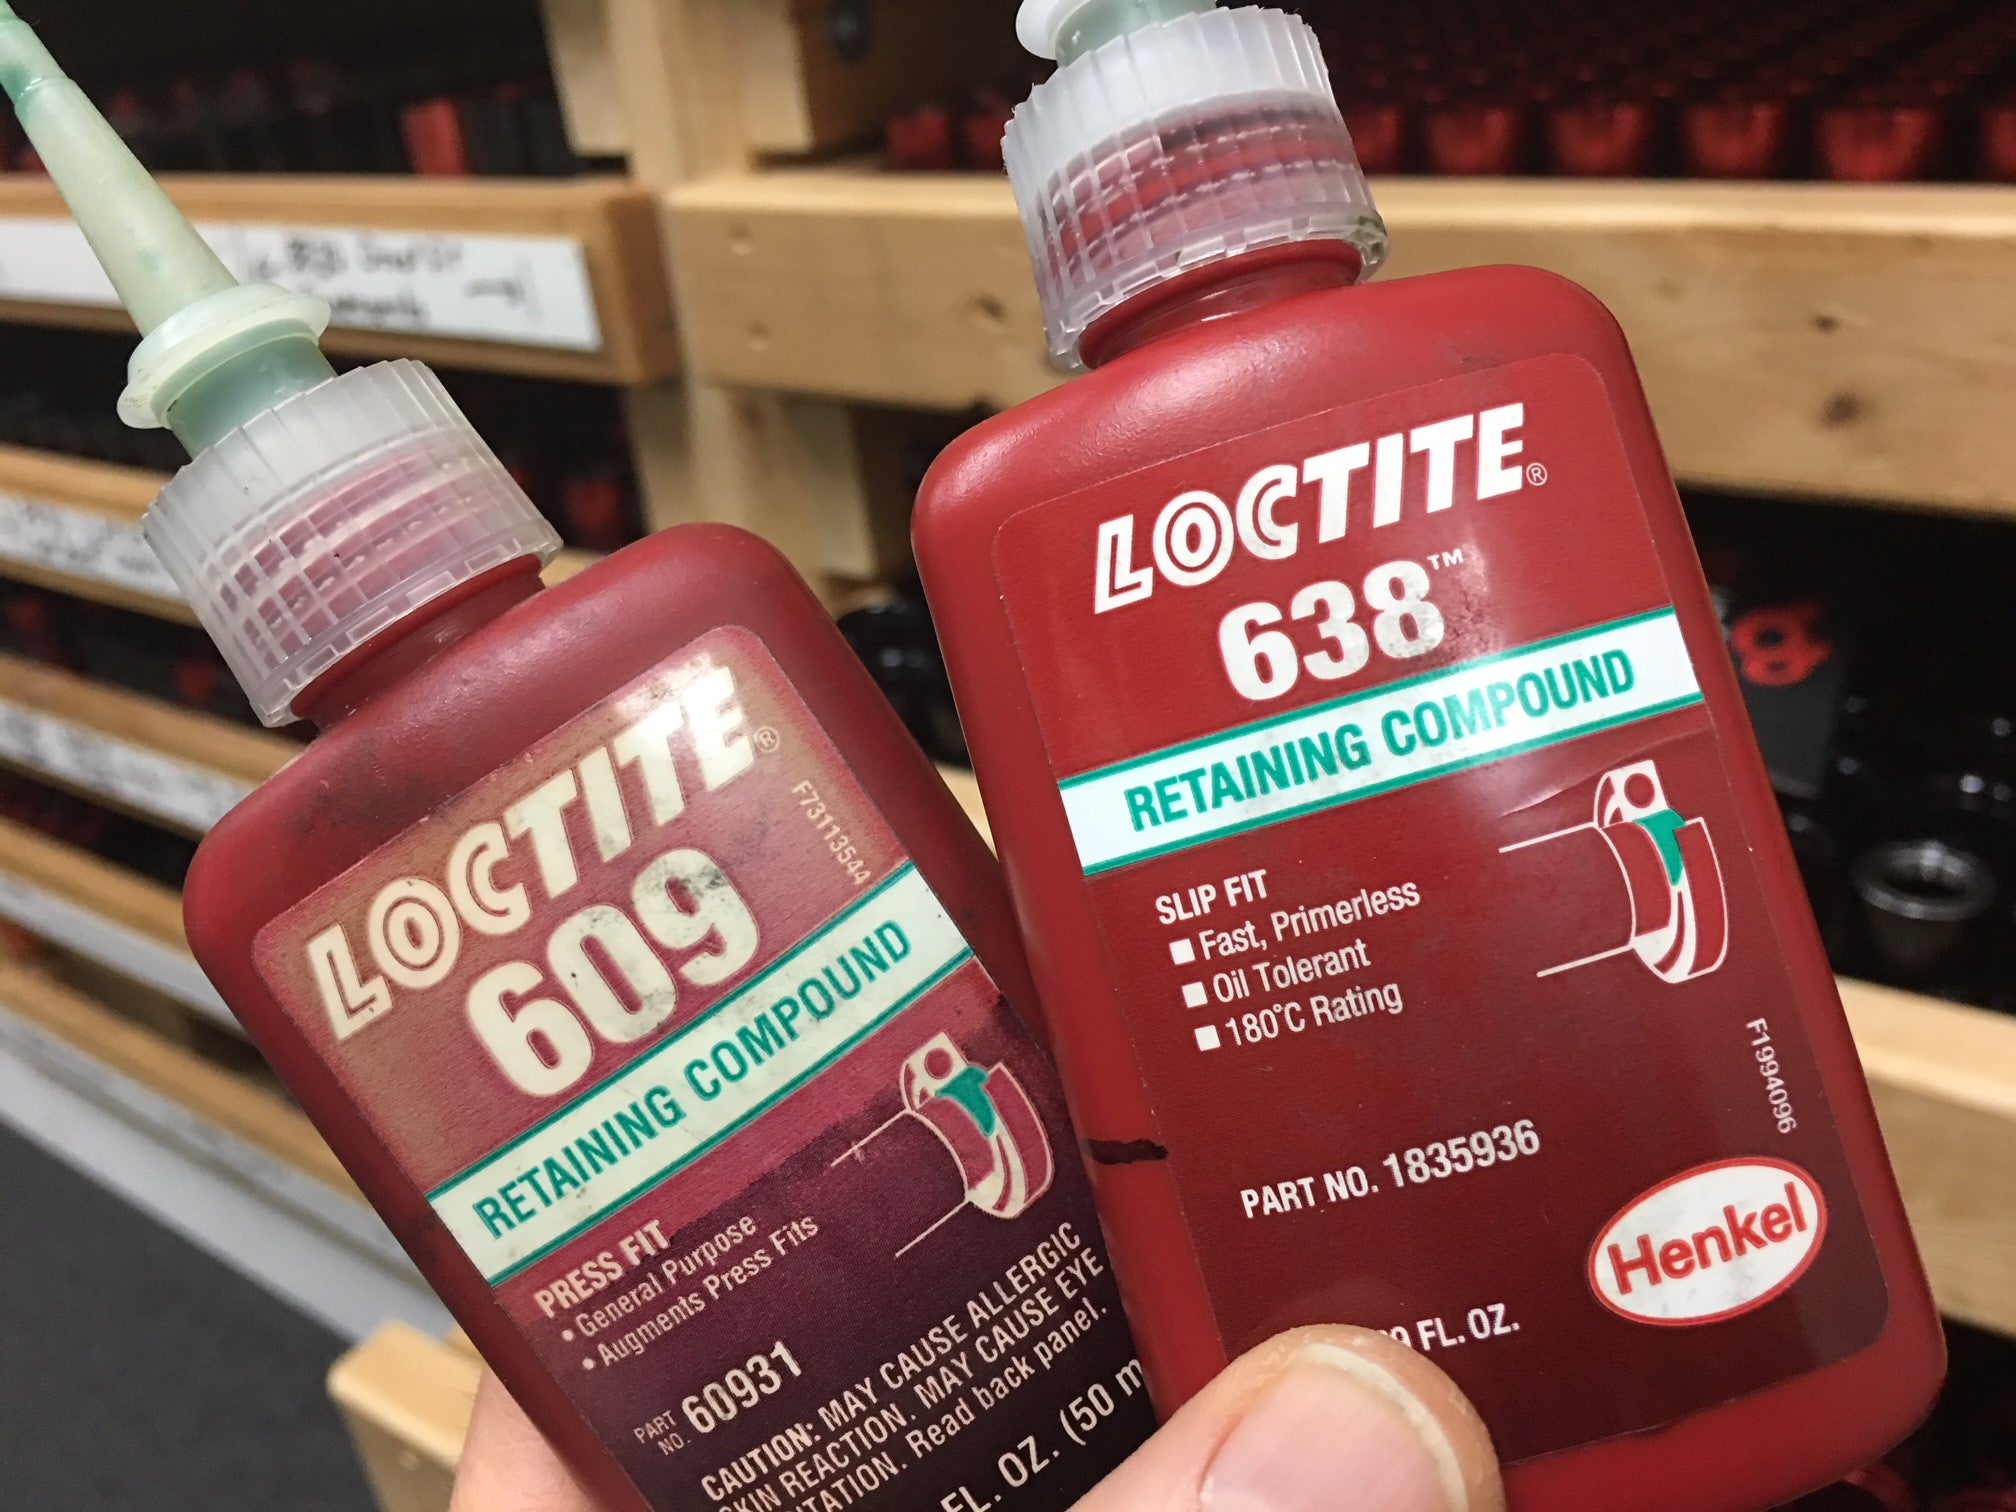 LOCTITE®
609
RETAINING COMPOUND
PRESS FIT
• General Purpose
• Augments Press Fits
PART NO. 60931
CAUTION: MAY CAUSE ALLERGIC
REACTION. MAY CAUSE EYE
Read back panel.
FL. OZ. (50
F73113544
LOCTITE®
638™
RETAINING COMPOUND
SLIP FIT
■ Fast, Primerless
■ Oil Tolerant
■ 180°C Rating
PART NO. 1835936
F1994096
Henkel
FL. OZ.